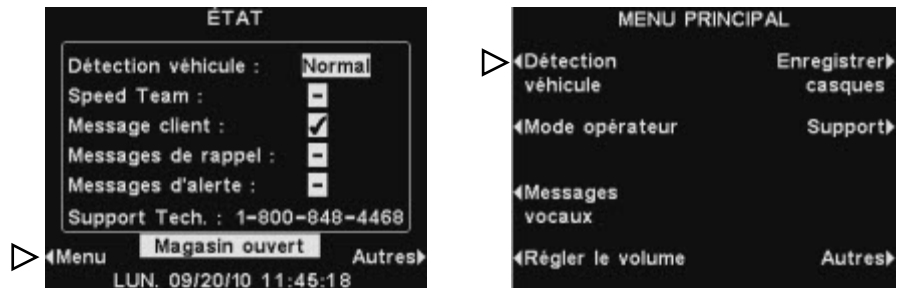 ÉTAT
Détection véhicule : Normal
Speed Team : -
Message client : ✓
Messages de rappel : -
Messages d'alerte : -
Support Tech. : 1-800-848-4468
Magasin ouvert
Menu Autres
LUN. 09/20/10 11:45:18
MENU PRINCIPAL
Détection Enregistrer
véhicule casques
Mode opérateur Support
Messages
vocaux
Régler le volume Autres